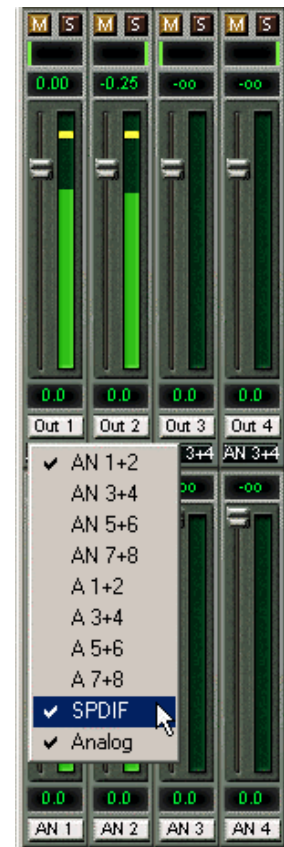 M S M S M S M S
0.00 -0.25 -oo -oo
0.0 0.0 0.0 0.0
Out 1 Out 2 Out 3 Out 4
3+4 AN 3+4
✔ AN 1+2
AN 3+4
AN 5+6
AN 7+8
A 1+2
A 3+4
A 5+6
A 7+8
✔ SPDIF
✔ Analog
-oo
0.0 0.0 0.0 0.0
AN 1 AN 2 AN 3 AN 4